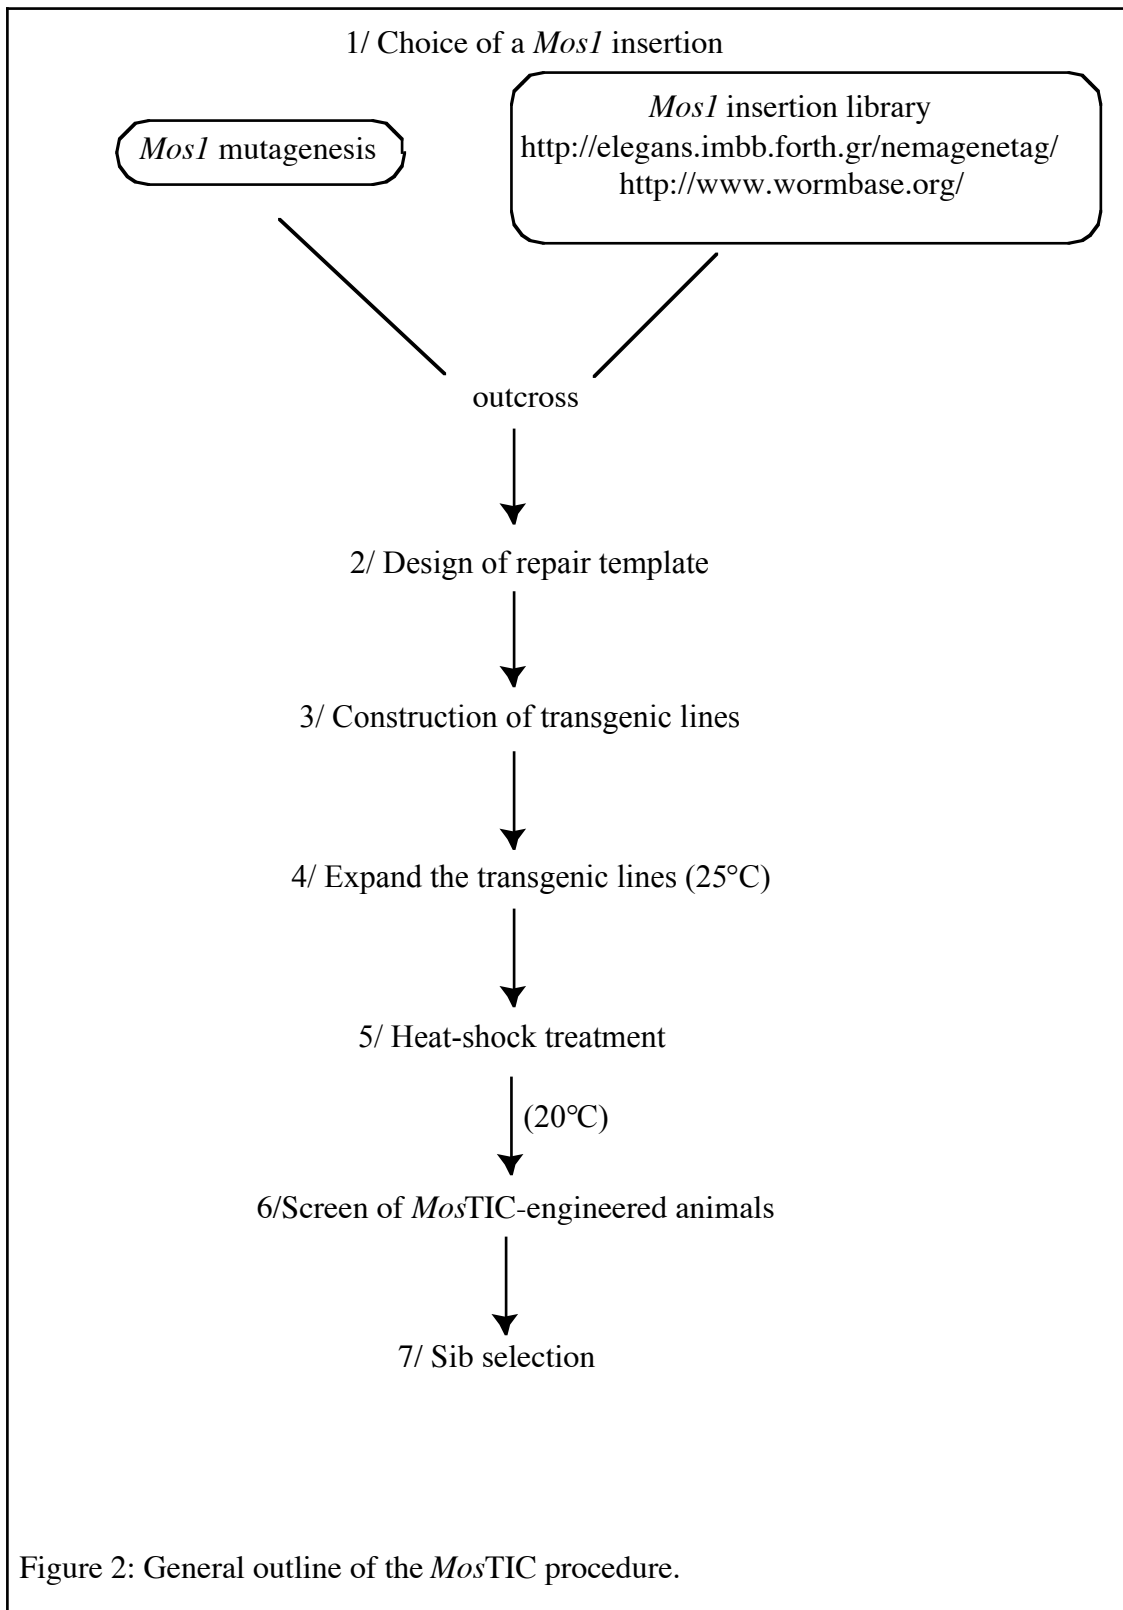 1/ Choice of a Mos1 insertion
Mos1 mutagenesis
Mos1 insertion library
http://elegans.imbb.forth.gr/nemagenetag/
http://www.wormbase.org/
outcross
2/ Design of repair template
3/ Construction of transgenic lines
4/ Expand the transgenic lines (25°C)
5/ Heat-shock treatment
(20°C)
6/Screen of MosTIC-engineered animals
7/ Sib selection
Figure 2: General outline of the MosTIC procedure.